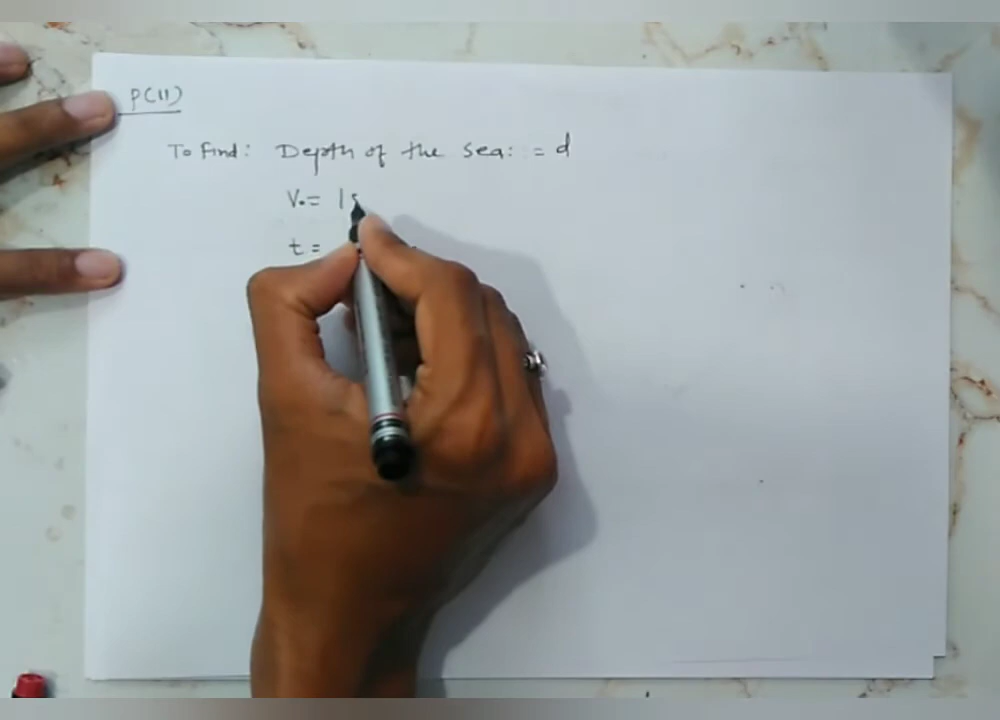 P(11)
To find: Depth of the sea: = d
V. = 1
t =